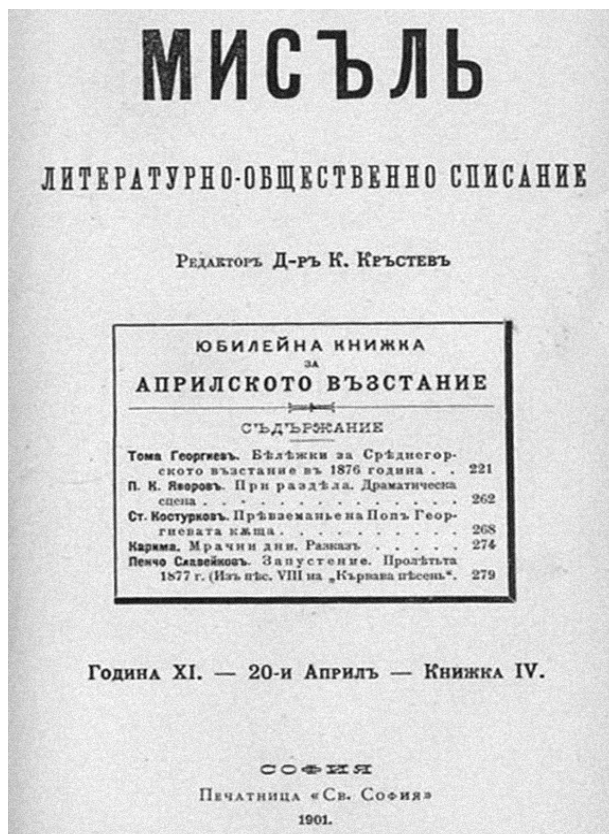 МИСЪЛЬ
ЛИТЕРАТУРНО-ОБЩЕСТВЕННО СПИСАНИЕ
Редакторъ Д-ръ К. Кръстевъ
ЮБИЛЕЙНА КНИЖКА
ЗА
АПРИЛСКОТО ВЪЗСТАНИЕ
СЪДЪРЖАНИЕ
Тома Георгиевъ. Бѣлѣжки за Срѣднегор-
ското възстание въ 1876 година . . 221
П. К. Яворовъ. При раздѣла. Драматическа
сцена . . . . . . . . . . . . . . 262
Ст. Костурковъ. Прѣвземанье на Попъ Геор-
гиевата кѫща . . . . . . . . . . 268
Карима. Мрачни дни. Разказъ . . . . . 274
Пенчо Славейковъ. Запустение. Пролѣтьта
1877 г. (Изъ пѣс. VIII на „Кървава пѣсень“. 279
Година XI. — 20-и Априлъ — Книжка IV.
СОФИЯ
Печатница «Св. София»
1901.